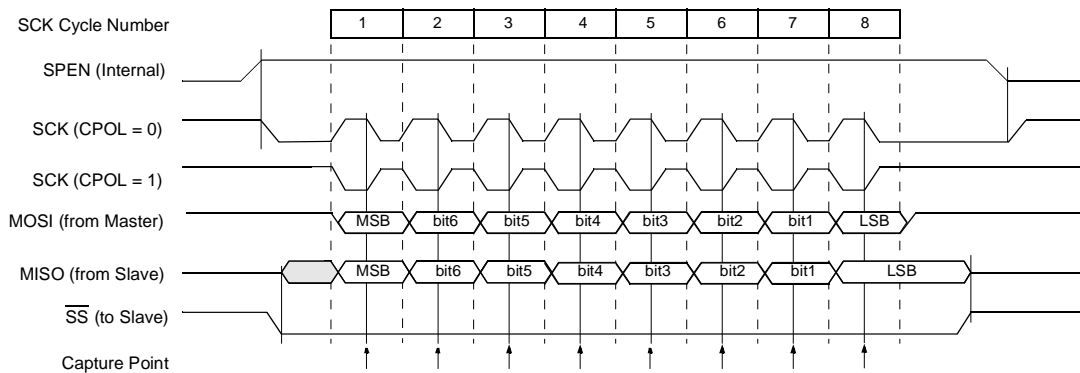 SCK Cycle Number 1 2 3 4 5 6 7 8
SPEN (Internal)
SCK (CPOL = 0)
SCK (CPOL = 1)
MOSI (from Master) MSB bit6 bit5 bit4 bit3 bit2 bit1 LSB
MISO (from Slave) MSB bit6 bit5 bit4 bit3 bit2 bit1 LSB
SS (to Slave)
Capture Point